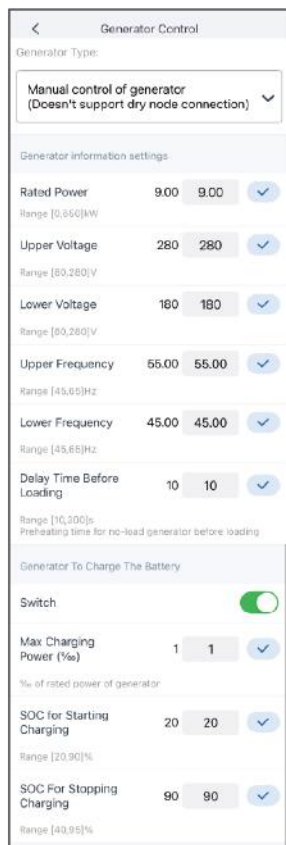 Generator Control
Generator Type:
Manual control of generator
(Doesn't support dry node connection)
Generator information settings
Rated Power 9.00 9.00
Range [0,650]kW
Upper Voltage 280 280
Range [80,280]V
Lower Voltage 180 180
Range [80,280]V
Upper Frequency 55.00 55.00
Range [45,65]Hz
Lower Frequency 45.00 45.00
Range [45,65]Hz
Delay Time Before
Loading 10 10
Range [10,300]s
Preheating time for no-load generator before loading
Generator To Charge The Battery
Switch
Max Charging
Power (‰) 1 1
‰ of rated power of generator
SOC for Starting
Charging 20 20
Range [20,90]%
SOC For Stopping
Charging 90 90
Range [40,95]%